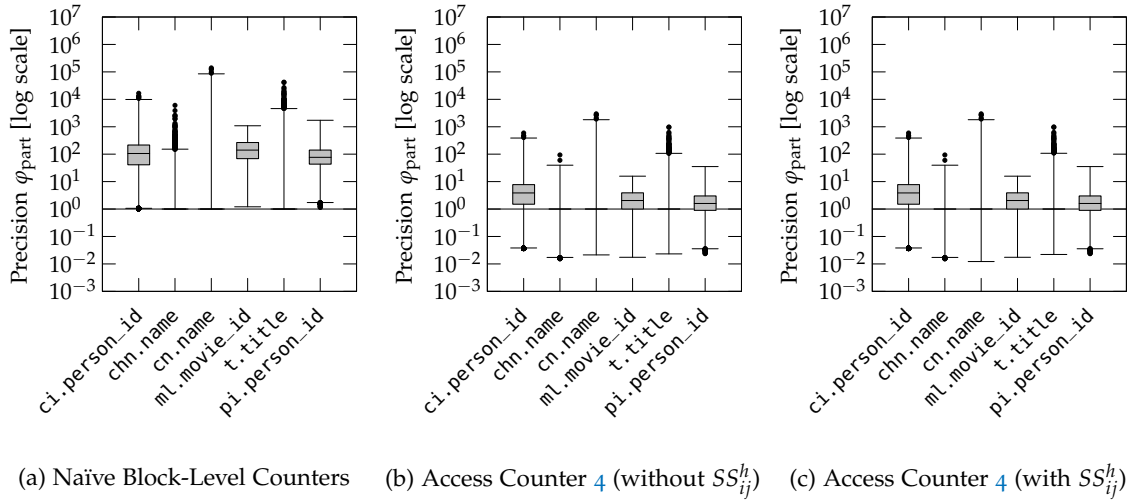 Precision φ_part [log scale]
10^7
10^6
10^5
10^4
10^3
10^2
10^1
10^0
10^−1
10^−2
10^−3
ci.person_id
chn.name
cn.name
ml.movie_id
t.title
pi.person_id
(a) Naïve Block-Level Counters
Precision φ_part [log scale]
10^7
10^6
10^5
10^4
10^3
10^2
10^1
10^0
10^−1
10^−2
10^−3
ci.person_id
chn.name
cn.name
ml.movie_id
t.title
pi.person_id
(b) Access Counter 4 (without SS^h_ij)
Precision φ_part [log scale]
10^7
10^6
10^5
10^4
10^3
10^2
10^1
10^0
10^−1
10^−2
10^−3
ci.person_id
chn.name
cn.name
ml.movie_id
t.title
pi.person_id
(c) Access Counter 4 (with SS^h_ij)